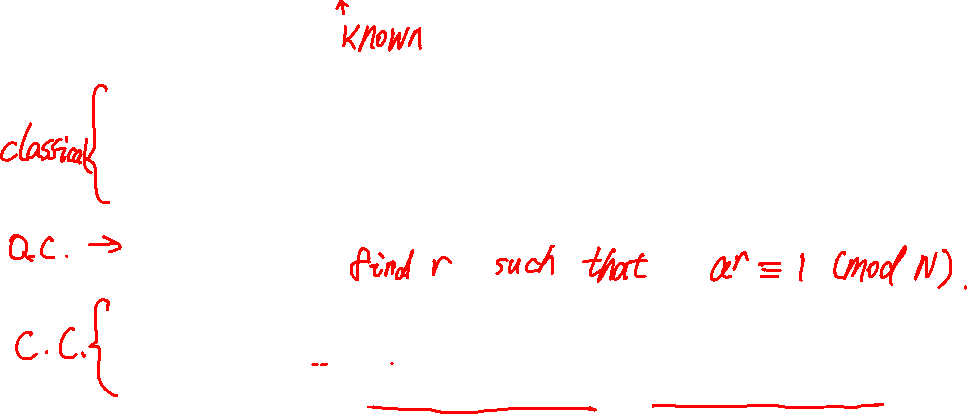 known
classical
Q.C. →
find r such that a^r ≡ 1 (mod N).
C.C.